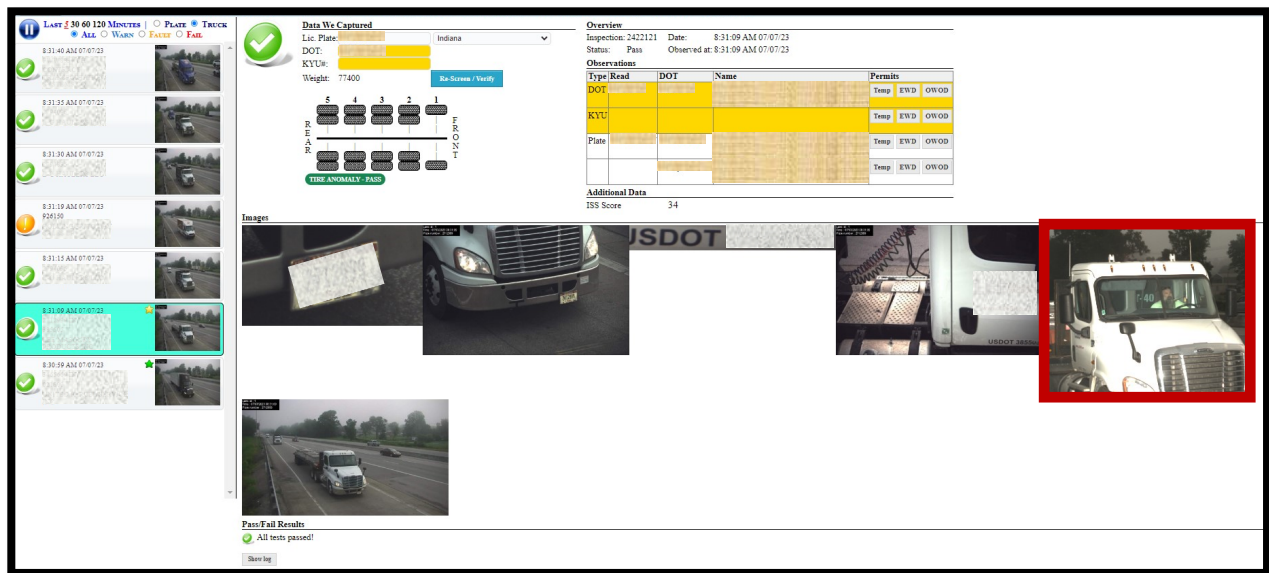 Last 5 30 60 120 Minutes | Plate Truck
All Warn Fault Fail
8:31:40 AM 07/07/23
8:31:35 AM 07/07/23
8:31:30 AM 07/07/23
8:31:19 AM 07/07/23
926150
8:31:15 AM 07/07/23
8:31:09 AM 07/07/23
8:30:59 AM 07/07/23
Data We Captured
Lic. Plate: Indiana
DOT:
KYU#:
Weight: 77400 Re-Screen / Verify
5 4 3 2 1
REAR
FRONT
TIRE ANOMALY - PASS
Overview
Inspection: 2422121 Date: 8:31:09 AM 07/07/23
Status: Pass Observed at: 8:31:09 AM 07/07/23
Observations
Type Read DOT Name Permits
DOT Temp EWD OWOD
KYU Temp EWD OWOD
Plate Temp EWD OWOD
Temp EWD OWOD
Additional Data
ISS Score 34
Images
USDOT
USDOT
Pass/Fail Results
All tests passed!
Show log